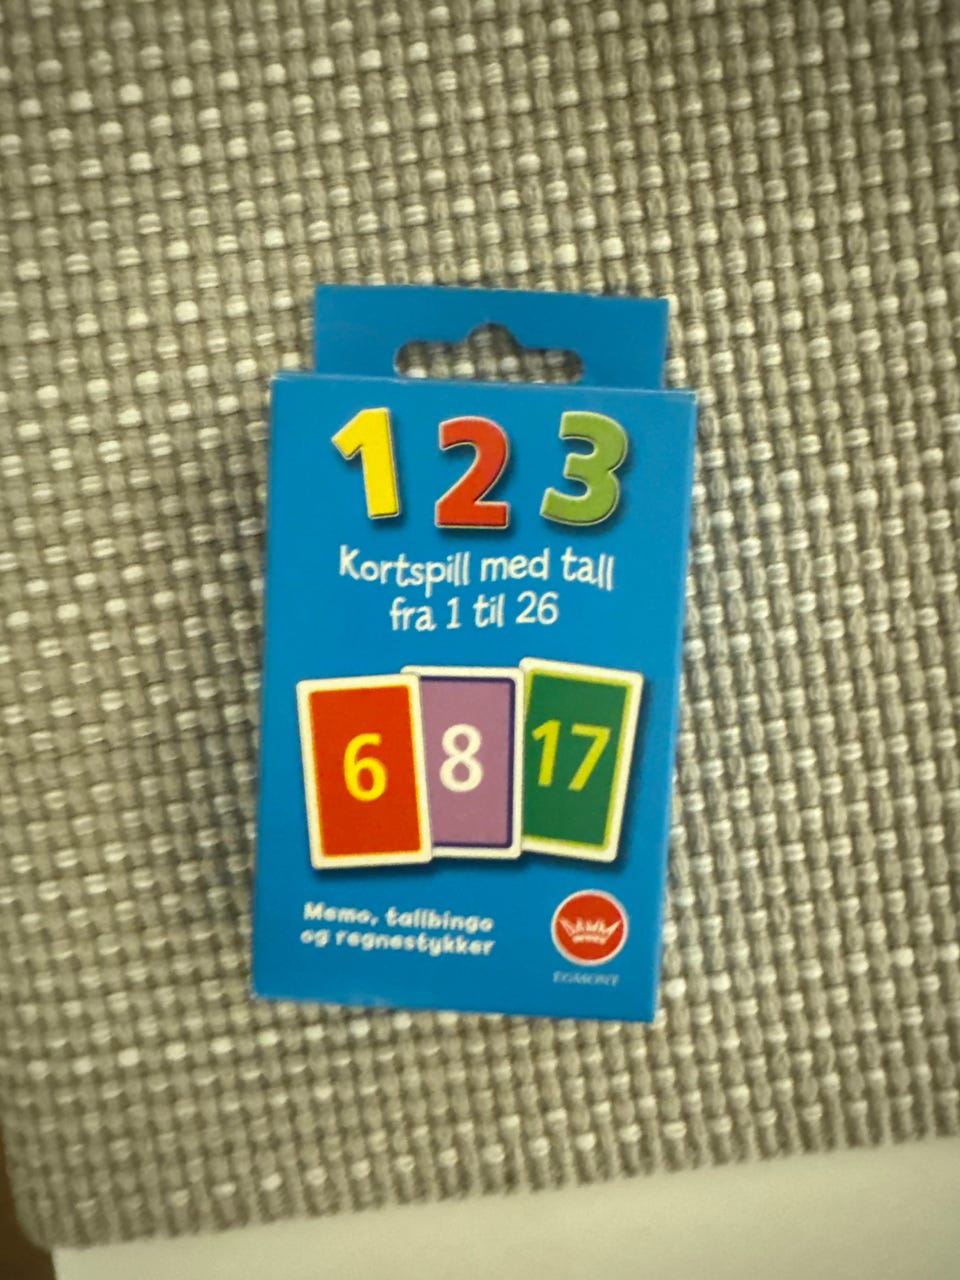 1 2 3
Kortspill med tall
fra 1 til 26
6 8 17
Memo, tallbingo
og regnestykker
EGMONT